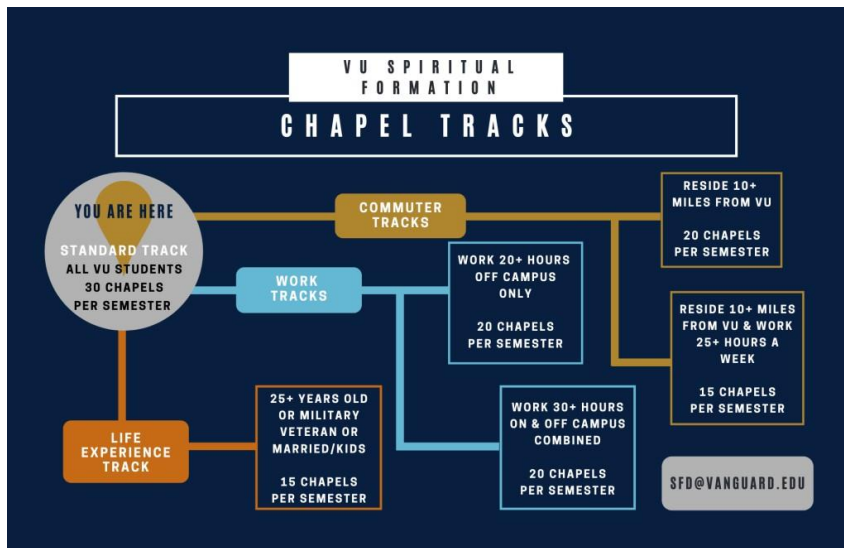 VU SPIRITUAL
FORMATION
CHAPEL TRACKS
YOU ARE HERE
STANDARD TRACK
ALL VU STUDENTS
30 CHAPELS
PER SEMESTER
COMMUTER
TRACKS
RESIDE 10+
MILES FROM VU
20 CHAPELS
PER SEMESTER
RESIDE 10+ MILES
FROM VU & WORK
25+ HOURS A
WEEK
15 CHAPELS
PER SEMESTER
WORK
TRACKS
WORK 20+ HOURS
OFF CAMPUS
ONLY
20 CHAPELS
PER SEMESTER
WORK 30+ HOURS
ON & OFF CAMPUS
COMBINED
20 CHAPELS
PER SEMESTER
LIFE
EXPERIENCE
TRACK
25+ YEARS OLD
OR MILITARY
VETERAN OR
MARRIED/KIDS
15 CHAPELS
PER SEMESTER
SFD@VANGUARD.EDU